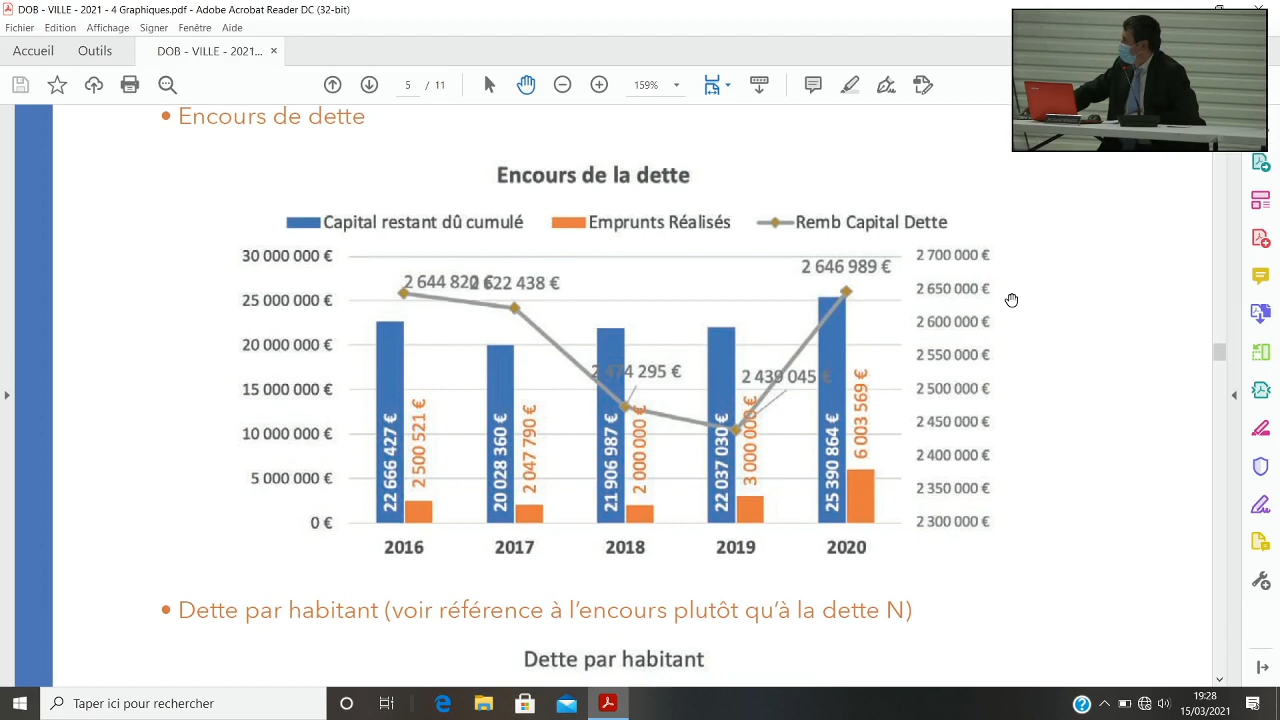 DOB - VILLE - 2021 - 4 Graphiques.pdf - Adobe Acrobat Reader DC (32-bit)
Fichier Edition Affichage Signer Fenêtre Aide
Accueil Outils DOB - VILLE - 2021... ×
5 / 11 159%
• Encours de dette
Encours de la dette
Capital restant dû cumulé Emprunts Réalisés Remb Capital Dette
30 000 000 €
25 000 000 €
20 000 000 €
15 000 000 €
10 000 000 €
5 000 000 €
0 €
2 644 820 €
2 622 438 €
2 474 295 €
2 439 045 €
2 646 989 €
22 666 427 €
2 500 521 €
20 028 360 €
2 047 790 €
21 906 987 €
2 000 000 €
22 037 030 €
3 000 000 €
25 390 864 €
6 003 569 €
2 700 000 €
2 650 000 €
2 600 000 €
2 550 000 €
2 500 000 €
2 450 000 €
2 400 000 €
2 350 000 €
2 300 000 €
2016 2017 2018 2019 2020
• Dette par habitant (voir référence à l'encours plutôt qu'à la dette N)
Dette par habitant
Taper ici pour rechercher
19:28
15/03/2021